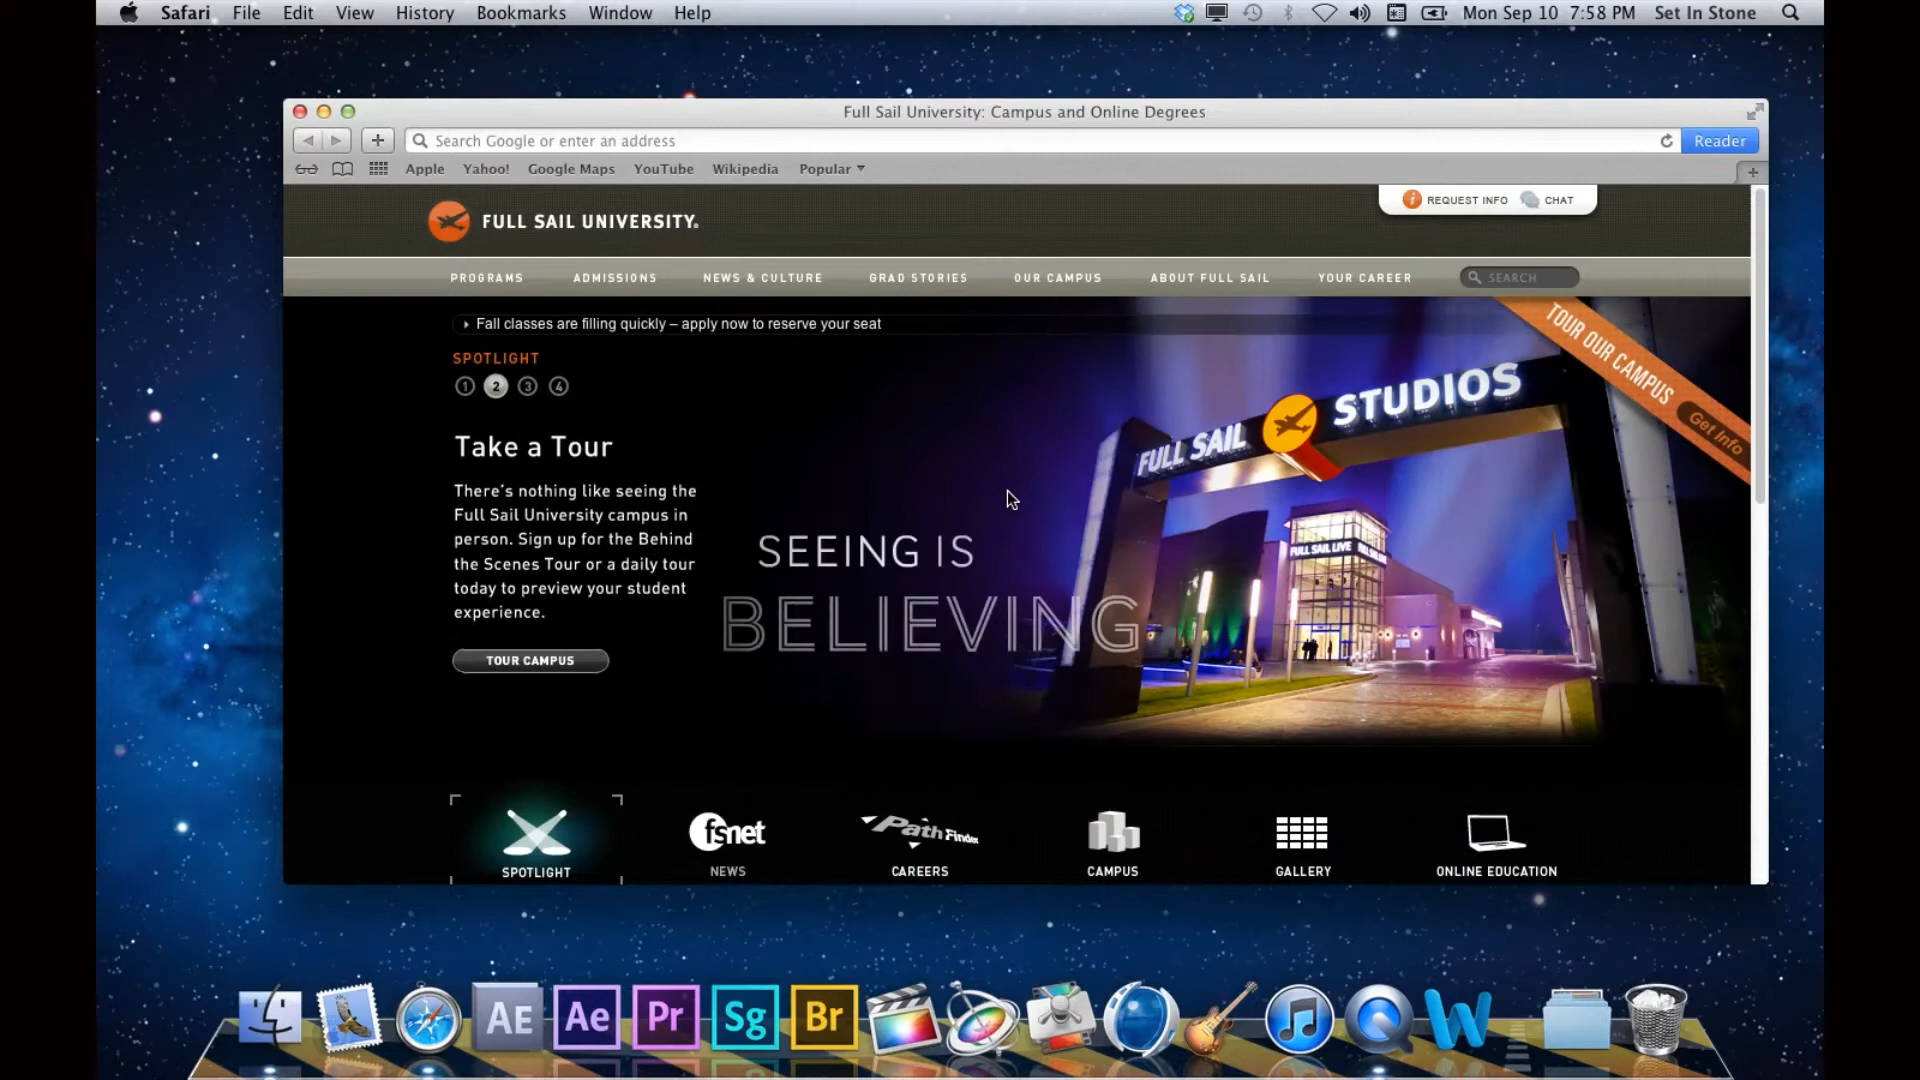 Safari File Edit View History Bookmarks Window Help Mon Sep 10 7:58 PM Set In Stone
Full Sail University: Campus and Online Degrees
Search Google or enter an address Reader
Apple Yahoo! Google Maps YouTube Wikipedia Popular
REQUEST INFO CHAT
FULL SAIL UNIVERSITY.
PROGRAMS ADMISSIONS NEWS & CULTURE GRAD STORIES OUR CAMPUS ABOUT FULL SAIL YOUR CAREER SEARCH
Fall classes are filling quickly – apply now to reserve your seat
TOUR OUR CAMPUS
Get Info
SPOTLIGHT
1 2 3 4
FULL SAIL STUDIOS
Take a Tour
There's nothing like seeing the
Full Sail University campus in
person. Sign up for the Behind
the Scenes Tour or a daily tour
today to preview your student
experience.
TOUR CAMPUS
SEEING IS
BELIEVING
FULL SAIL LIVE
fsnet Path Finder
SPOTLIGHT NEWS CAREERS CAMPUS GALLERY ONLINE EDUCATION
AE Ae Pr Sg Br W